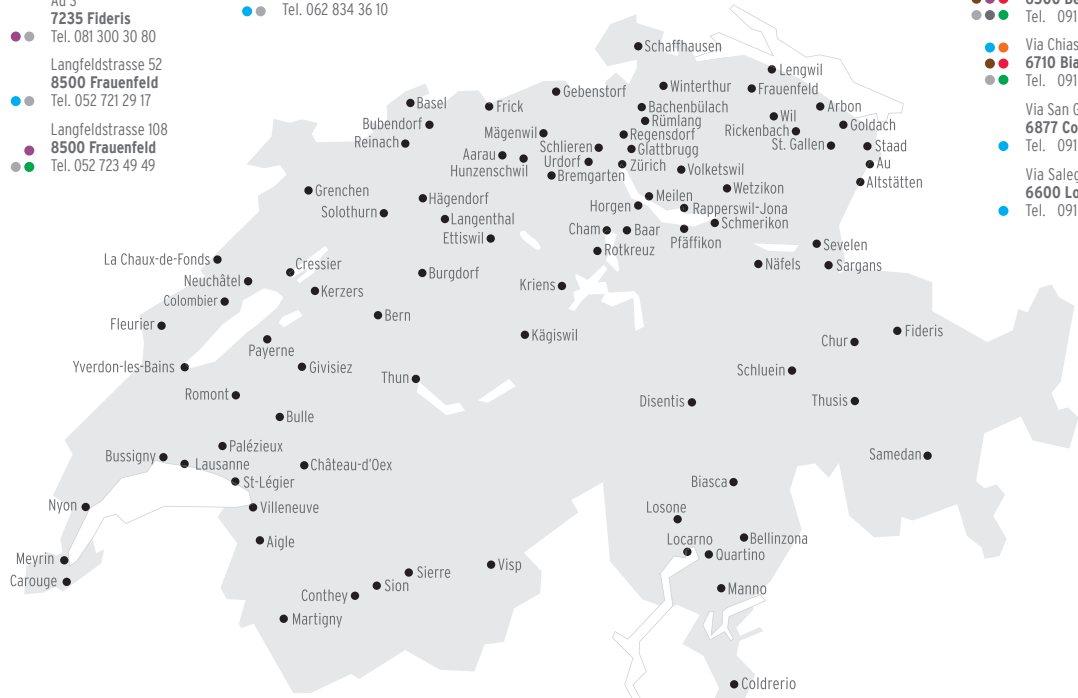 7235 Fideris
Tel. 081 300 30 80
Langfeldstrasse 52
8500 Frauenfeld
Tel. 052 721 29 17
Langfeldstrasse 108
8500 Frauenfeld
Tel. 052 723 49 49
Tel. 062 834 36 10
Tel. 091
Via Chias
6710 Bia
Tel. 091
Via San G
6877 Co
Tel. 091
Via Saleg
6600 Lo
Tel. 091
Schaffhausen
Lengwil
Winterthur
Frauenfeld
Gebenstorf
Basel
Frick
Bachenbülach
Arbon
Bubendorf
Rümlang
Wil
Goldach
Mägenwil
Regensdorf
Rickenbach
Reinach
Schlieren
Glattbrugg
St. Gallen
Staad
Aarau
Urdorf
Zürich
Au
Hunzenschwil
Bremgarten
Volketswil
Altstätten
Grenchen
Hägendorf
Meilen
Wetzikon
Solothurn
Horgen
Rapperswil-Jona
Langenthal
Schmerikon
Ettiswil
Cham
Baar
Pfäffikon
Sevelen
Rotkreuz
La Chaux-de-Fonds
Cressier
Näfels
Sargans
Neuchâtel
Burgdorf
Kerzers
Kriens
Colombier
Bern
Fleurier
Kägiswil
Fideris
Payerne
Chur
Yverdon-les-Bains
Givisiez
Schluein
Thun
Romont
Disentis
Thusis
Bulle
Palézieux
Bussigny
Lausanne
Château-d'Oex
Samedan
St-Légier
Biasca
Nyon
Villeneuve
Losone
Aigle
Locarno
Bellinzona
Meyrin
Quartino
Carouge
Visp
Sierre
Sion
Manno
Conthey
Martigny
Coldrerio